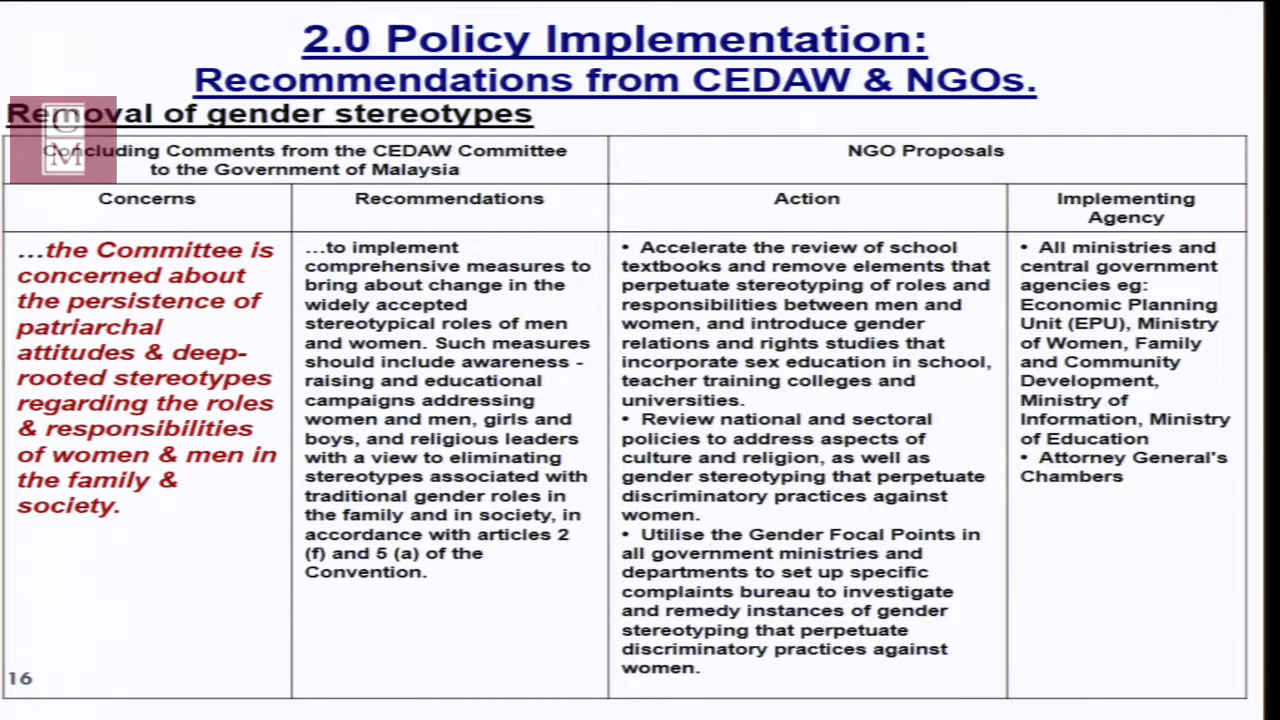 2.0 Policy Implementation:
Recommendations from CEDAW & NGOs.
Removal of gender stereotypes
C
M
Concluding Comments from the CEDAW Committee
to the Government of Malaysia
NGO Proposals
Concerns
Recommendations
Action
Implementing
Agency
...the Committee is
concerned about
the persistence of
patriarchal
attitudes & deep-
rooted stereotypes
regarding the roles
& responsibilities
of women & men in
the family &
society.
...to implement
comprehensive measures to
bring about change in the
widely accepted
stereotypical roles of men
and women. Such measures
should include awareness -
raising and educational
campaigns addressing
women and men, girls and
boys, and religious leaders
with a view to eliminating
stereotypes associated with
traditional gender roles in
the family and in society, in
accordance with articles 2
(f) and 5 (a) of the
Convention.
• Accelerate the review of school
textbooks and remove elements that
perpetuate stereotyping of roles and
responsibilities between men and
women, and introduce gender
relations and rights studies that
incorporate sex education in school,
teacher training colleges and
universities.
• Review national and sectoral
policies to address aspects of
culture and religion, as well as
gender stereotyping that perpetuate
discriminatory practices against
women.
• Utilise the Gender Focal Points in
all government ministries and
departments to set up specific
complaints bureau to investigate
and remedy instances of gender
stereotyping that perpetuate
discriminatory practices against
women.
• All ministries and
central government
agencies eg:
Economic Planning
Unit (EPU), Ministry
of Women, Family
and Community
Development,
Ministry of
Information, Ministry
of Education
• Attorney General's
Chambers
16